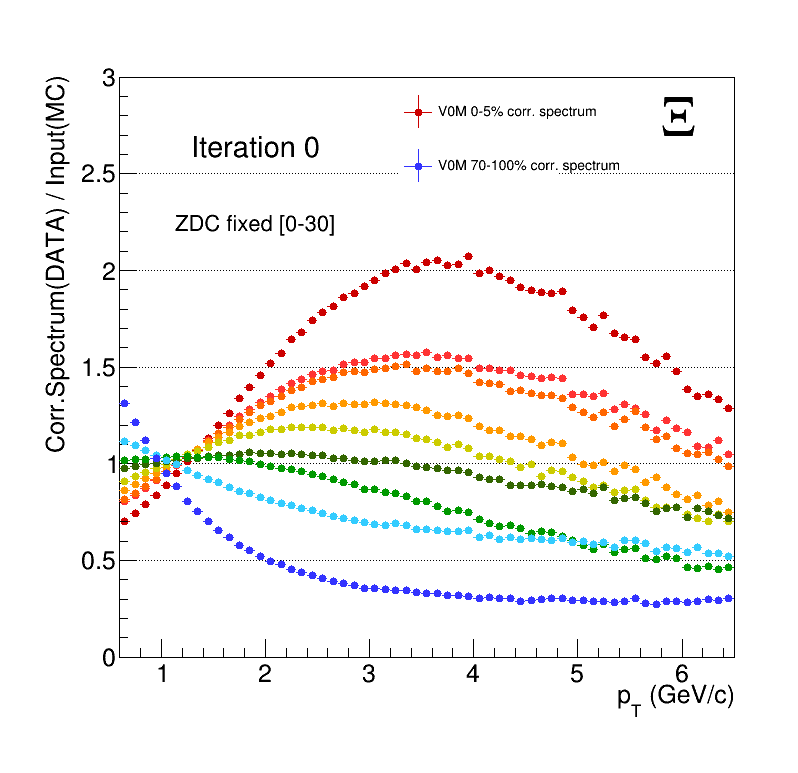 3
2.5
2
1.5
1
0.5
0
Corr.Spectrum(DATA) / Input(MC)
V0M 0-5% corr. spectrum
V0M 70-100% corr. spectrum
Ξ
Iteration 0
ZDC fixed [0-30]
1 2 3 4 5 6
p_T (GeV/c)